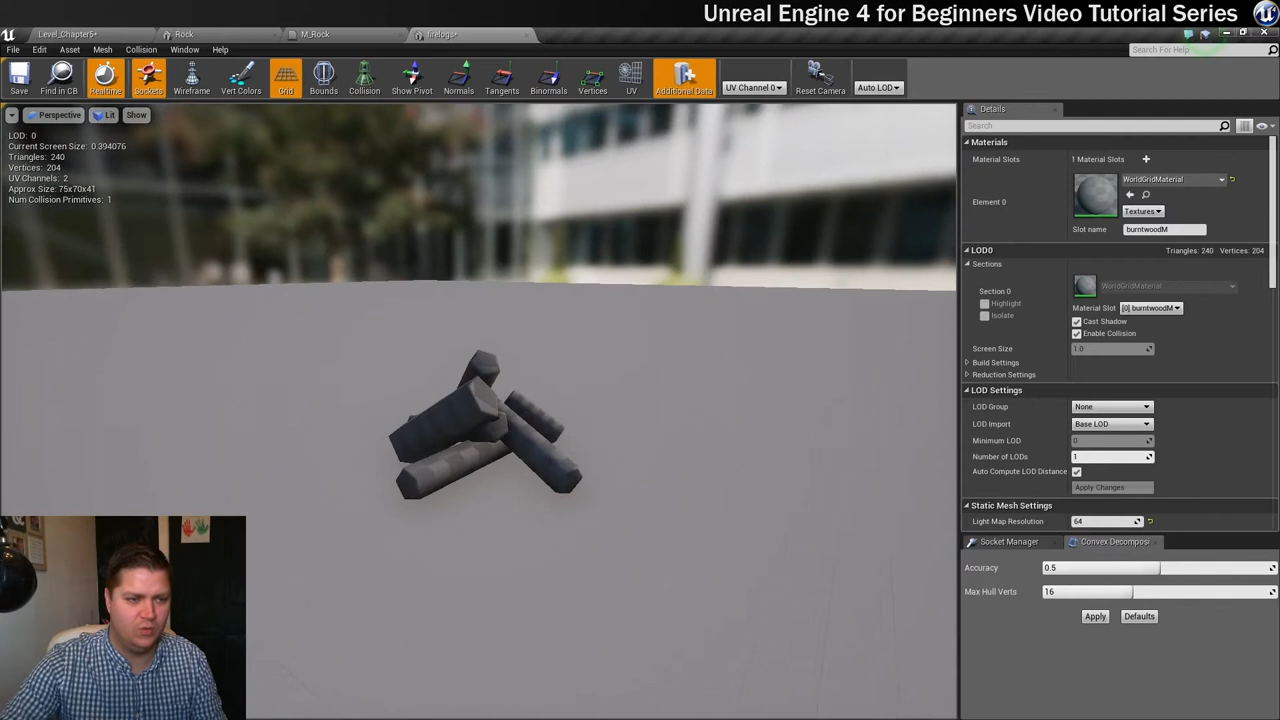 Unreal Engine 4 for Beginners Video Tutorial Series
Level_Chapter5* Rock M_Rock firelogs*
File Edit Asset Mesh Collision Window Help Search For Help
Save Find in CB Realtime Sockets Wireframe Vert Colors Grid Bounds Collision Show Pivot Normals Tangents Binormals Vertices UV Additional Data UV Channel 0 Reset Camera Auto LOD
Perspective Lit Show
LOD: 0
Current Screen Size: 0.394076
Triangles: 240
Vertices: 204
UV Channels: 2
Approx Size: 75x70x41
Num Collision Primitives: 1
Details
Search
Materials
Material Slots 1 Material Slots
Element 0 WorldGridMaterial
Textures
Slot name burntwoodM
LOD0 Triangles: 240 Vertices: 204
Sections
Section 0 WorldGridMaterial
Highlight
Isolate
Material Slot [0] burntwoodM
Cast Shadow
Enable Collision
Screen Size 1.0
Build Settings
Reduction Settings
LOD Settings
LOD Group None
LOD Import Base LOD
Minimum LOD 0
Number of LODs 1
Auto Compute LOD Distance
Apply Changes
Static Mesh Settings
Light Map Resolution 64
Socket Manager Convex Decomposi
Accuracy 0.5
Max Hull Verts 16
Apply Defaults